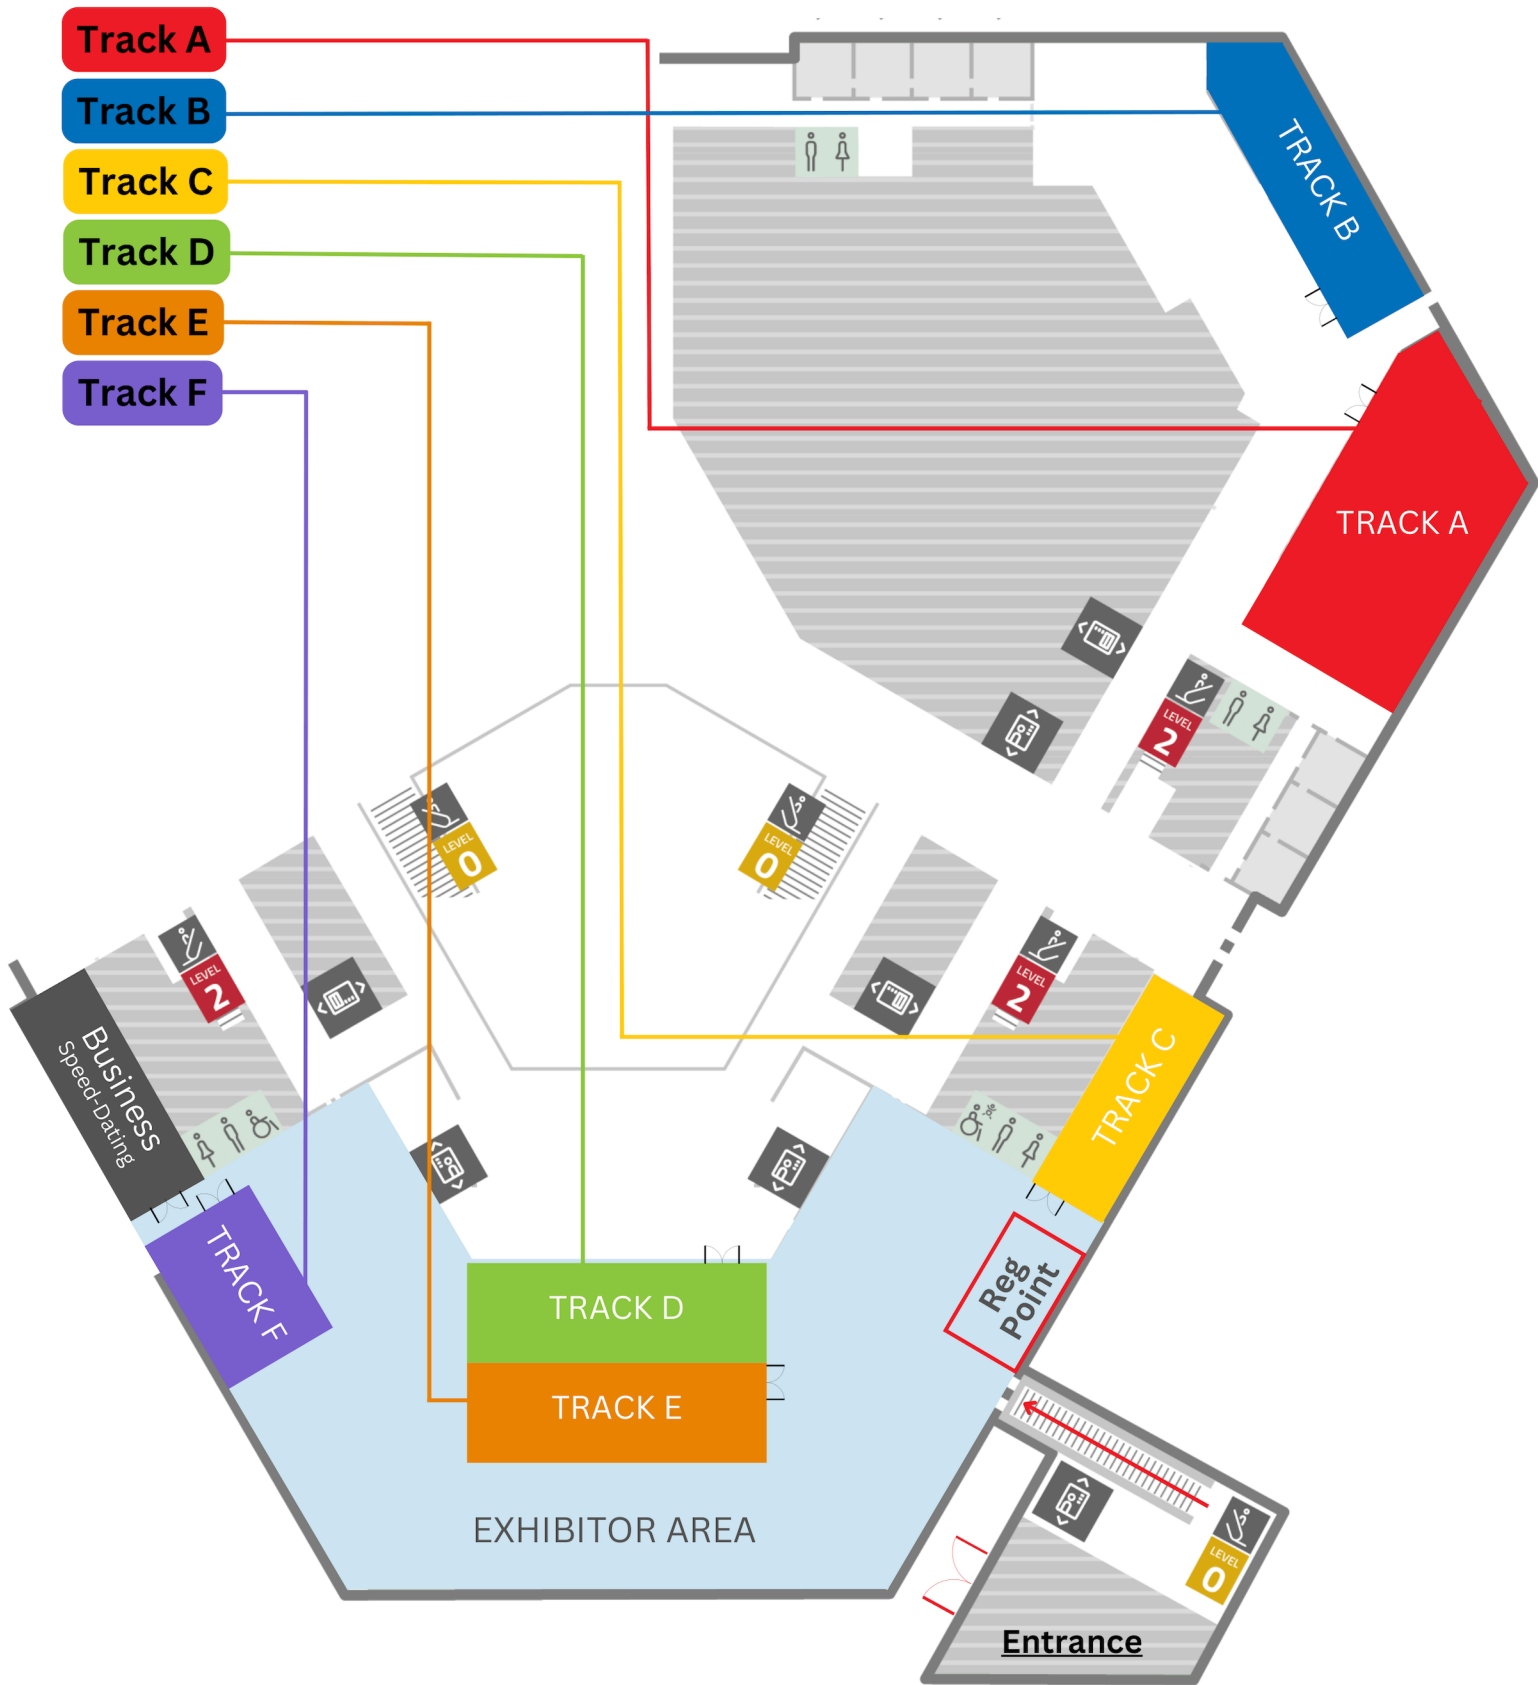 Track A
Track B
Track C
Track D
Track E
Track F
TRACK B
TRACK A
LEVEL
2
LEVEL
0
LEVEL
0
LEVEL
2
LEVEL
2
Business
Speed-Dating
TRACK C
TRACK F
Reg
Point
TRACK D
TRACK E
EXHIBITOR AREA
LEVEL
0
Entrance